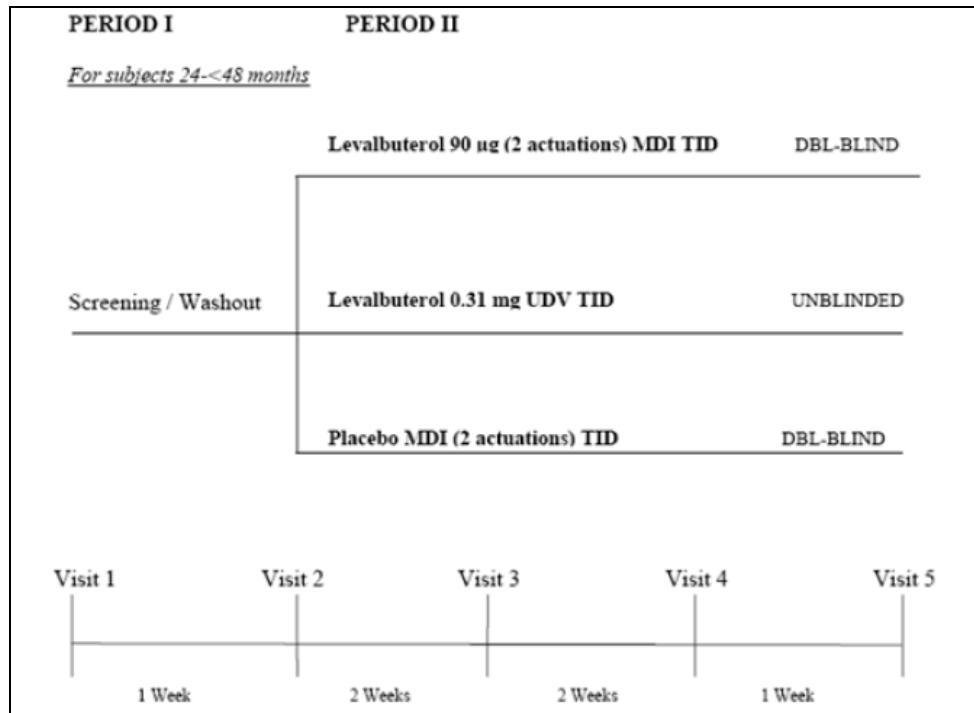 PERIOD I PERIOD II
For subjects 24-<48 months
Levalbuterol 90 µg (2 actuations) MDI TID DBL-BLIND
Screening / Washout Levalbuterol 0.31 mg UDV TID UNBLINDED
Placebo MDI (2 actuations) TID DBL-BLIND
Visit 1 Visit 2 Visit 3 Visit 4 Visit 5
1 Week 2 Weeks 2 Weeks 1 Week